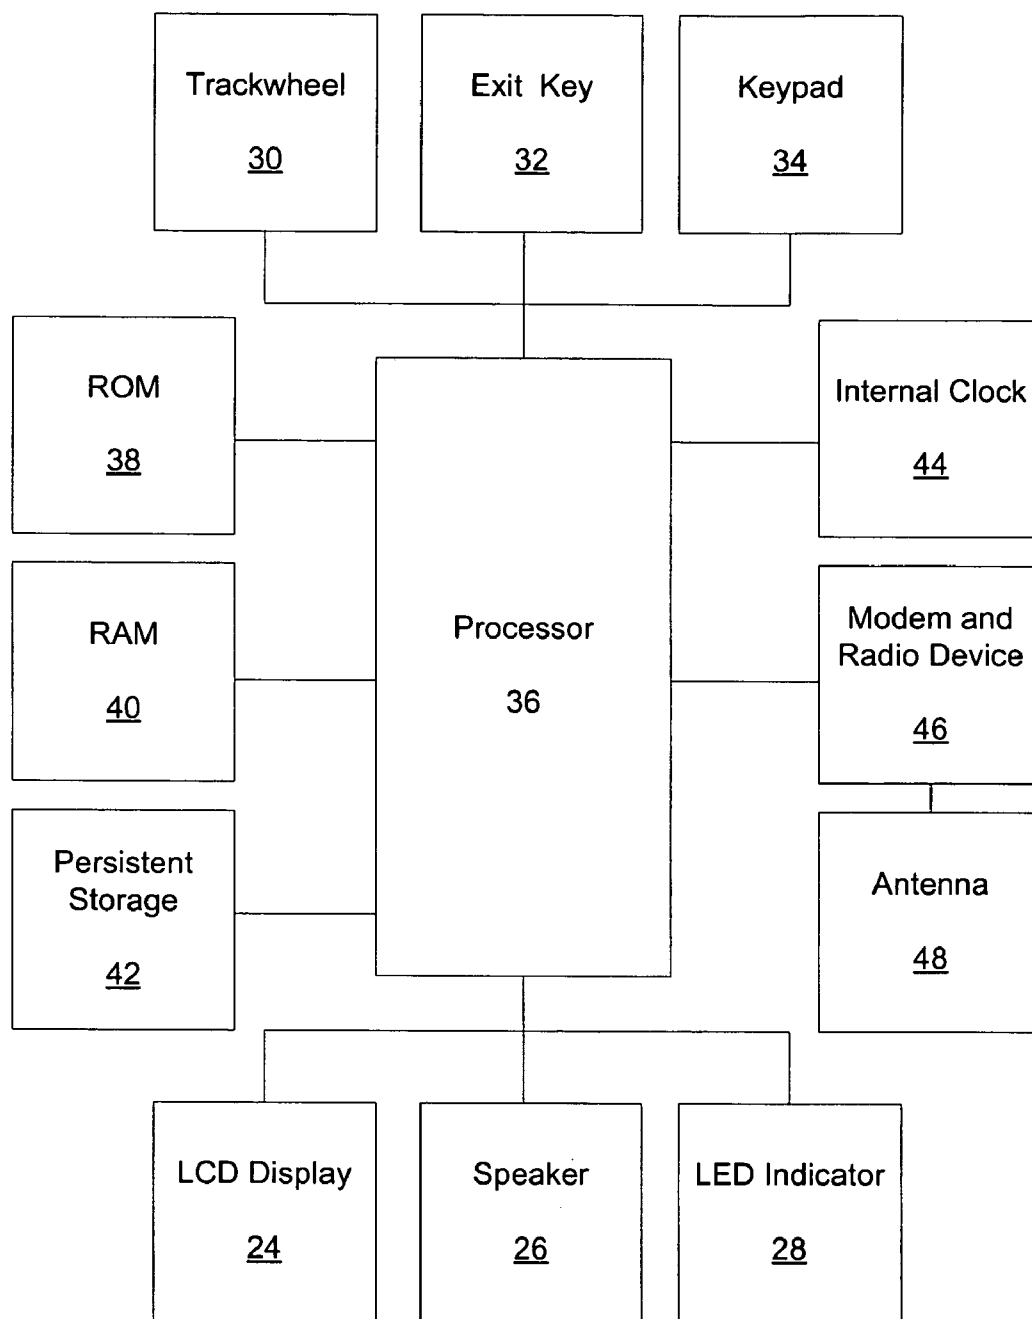 Trackwheel
30
Exit Key
32
Keypad
34
ROM
38
Internal Clock
44
RAM
40
Processor
36
Modem and
Radio Device
46
Persistent
Storage
42
Antenna
48
LCD Display
24
Speaker
26
LED Indicator
28